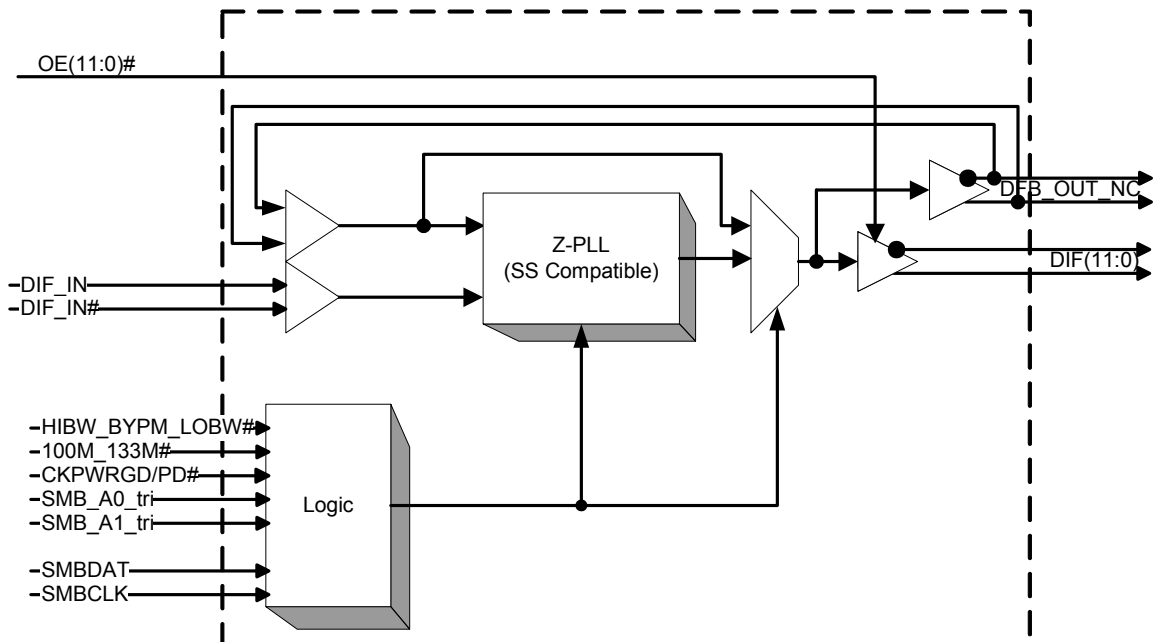 OE(11:0)#
DFB_OUT_NC
Z-PLL
(SS Compatible)
DIF(11:0)
DIF_IN
DIF_IN#
HIBW_BYPM_LOBW#
100M_133M#
CKPWRGD/PD#
SMB_A0_tri
SMB_A1_tri
Logic
SMBDAT
SMBCLK